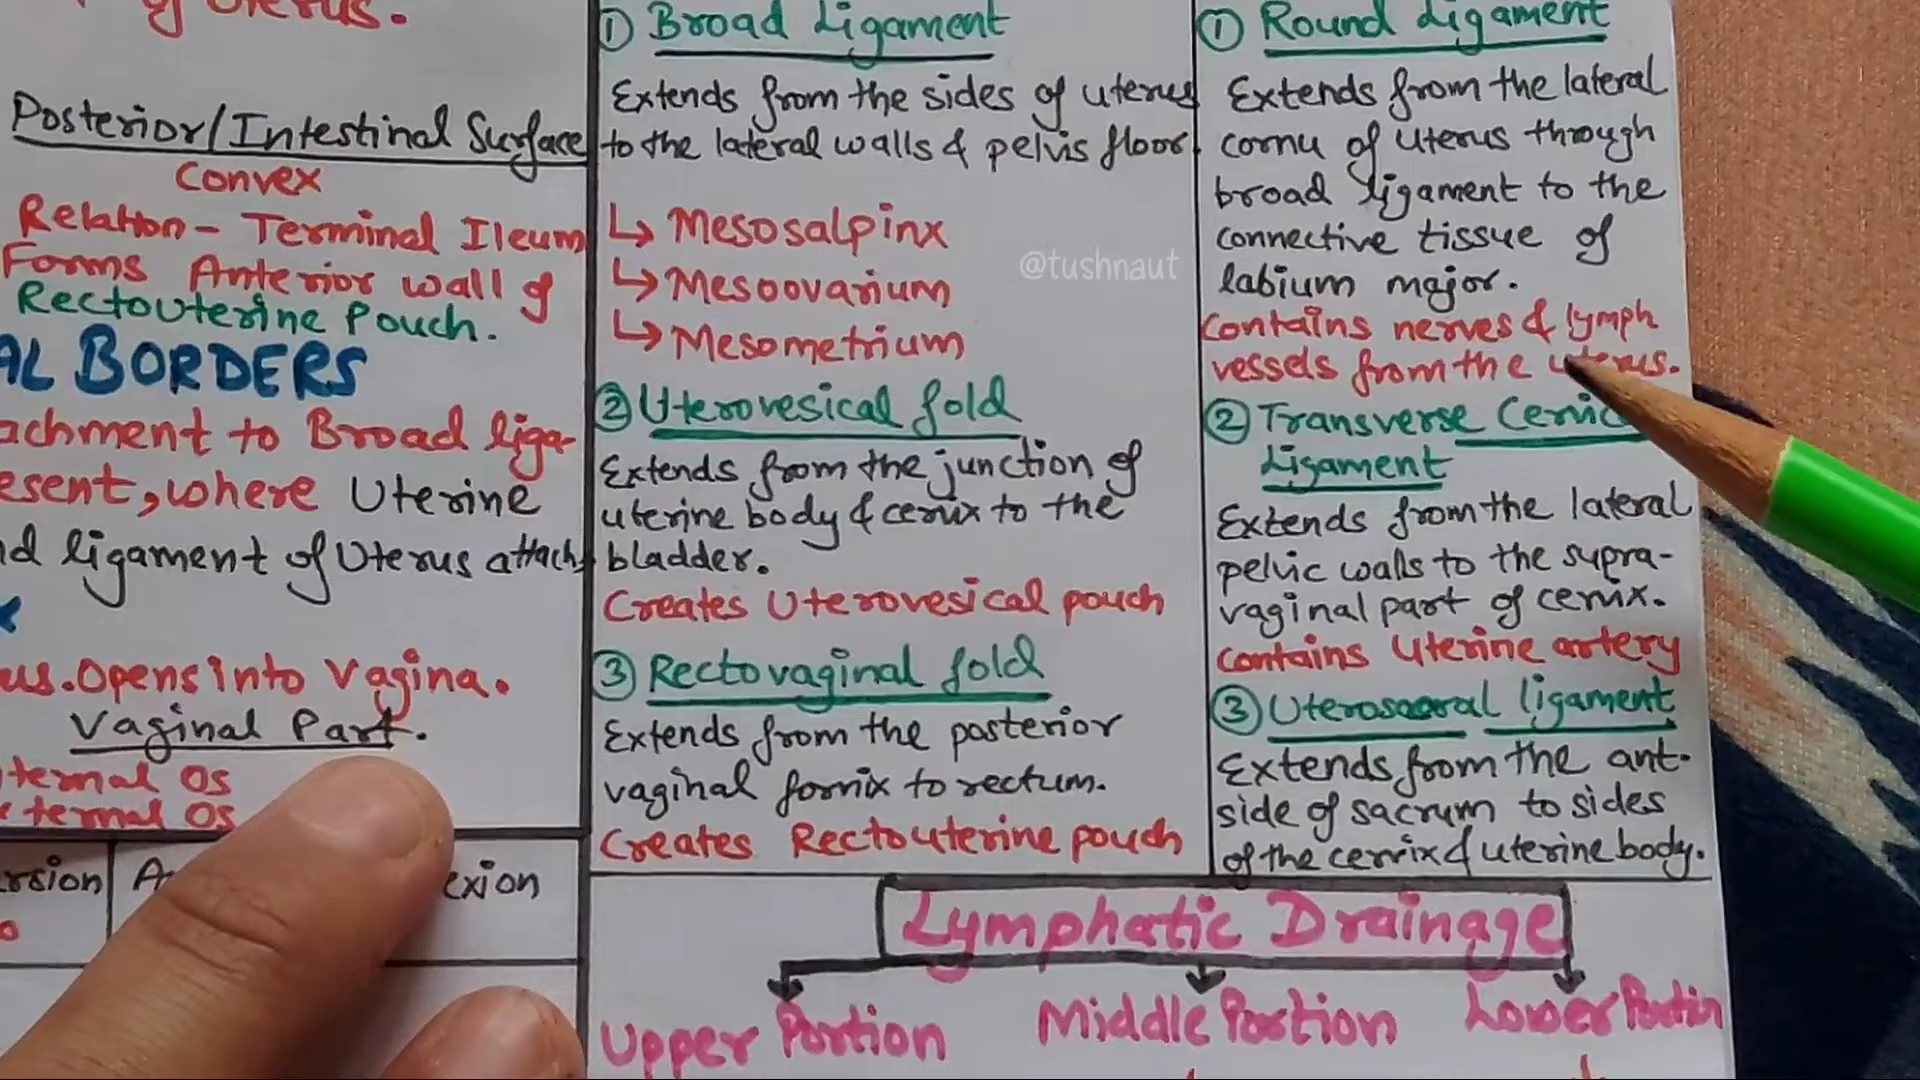 of uterus.
Posterior/Intestinal Surface
Convex
Relation- Terminal Ileum
Forms Anterior wall of
Rectouterine Pouch.
AL BORDERS
achment to Broad liga-
esent, where Uterine
nd ligament of Uterus attach
us. Opens into Vagina.
Vaginal Part.
ternal Os
ternal Os
rsion
exion
① Broad Ligament
Extends from the sides of uterus
to the lateral walls & pelvis floor.
↳ Mesosalpinx
↳ Mesoovarium
↳ Mesometrium
② Uterovesical fold
Extends from the junction of
uterine body & cervix to the
bladder.
Creates Uterovesical pouch
③ Rectovaginal fold
Extends from the posterior
vaginal fornix to rectum.
Creates Rectouterine pouch
@tushnaut
① Round Ligament
Extends from the lateral
cornu of Uterus through
broad ligament to the
connective tissue of
labium major.
Contains nerves & lymph
vessels from the uterus.
② Transverse Cervic
Ligament
Extends from the lateral
pelvic walls to the supra-
vaginal part of cervix.
Contains Uterine artery
③ Uterosacral ligament
Extends from the ant.
side of sacrum to sides
of the cervix & uterine body.
Lymphatic Drainage
Upper Portion
Middle Portion
Lower Portin